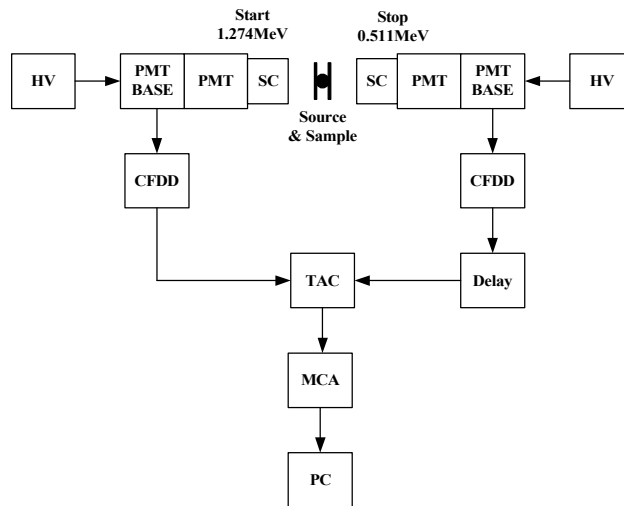 Start
1.274MeV
Stop
0.511MeV
HV
PMT
BASE
PMT
SC
SC
PMT
PMT
BASE
HV
Source
& Sample
CFDD
CFDD
TAC
Delay
MCA
PC